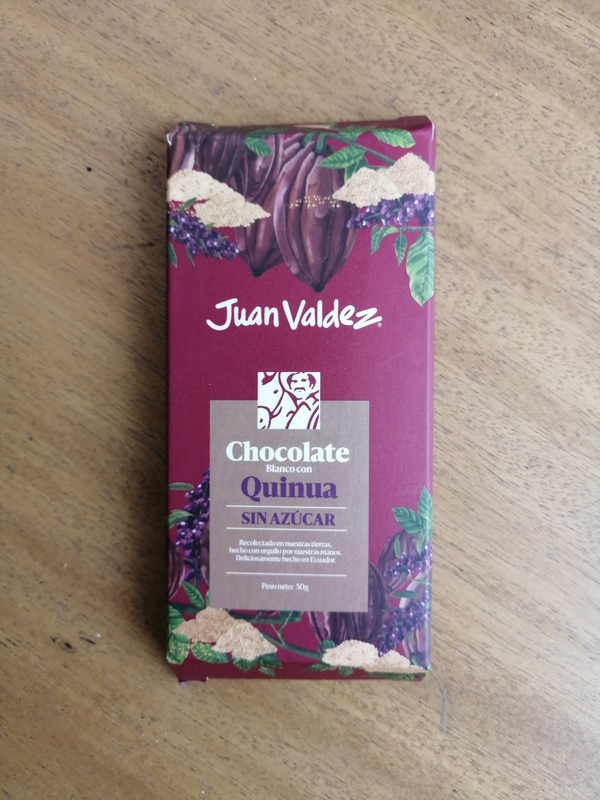 Juan Valdez®
Chocolate
Blanco con
Quinua
SIN AZÚCAR
Recolectado en nuestras tierras,
hecho con orgullo por nuestras manos.
Deliciosamente hecho en Ecuador.
Peso neto: 50g